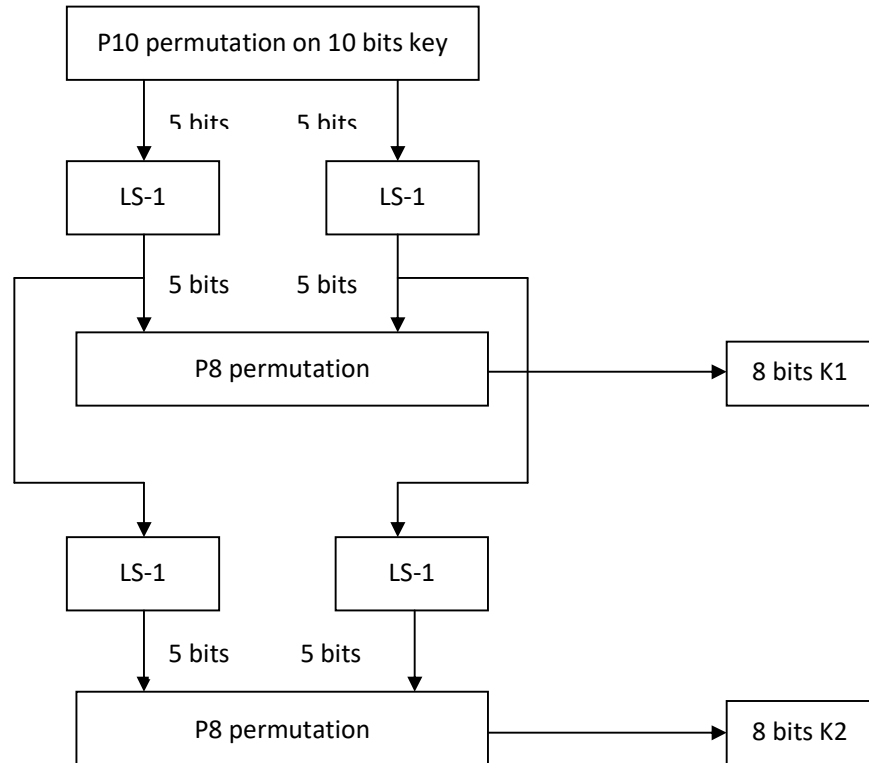 P10 permutation on 10 bits key
5 bits 5 bits
LS-1 LS-1
5 bits 5 bits
P8 permutation 8 bits K1
LS-1 LS-1
5 bits 5 bits
P8 permutation 8 bits K2